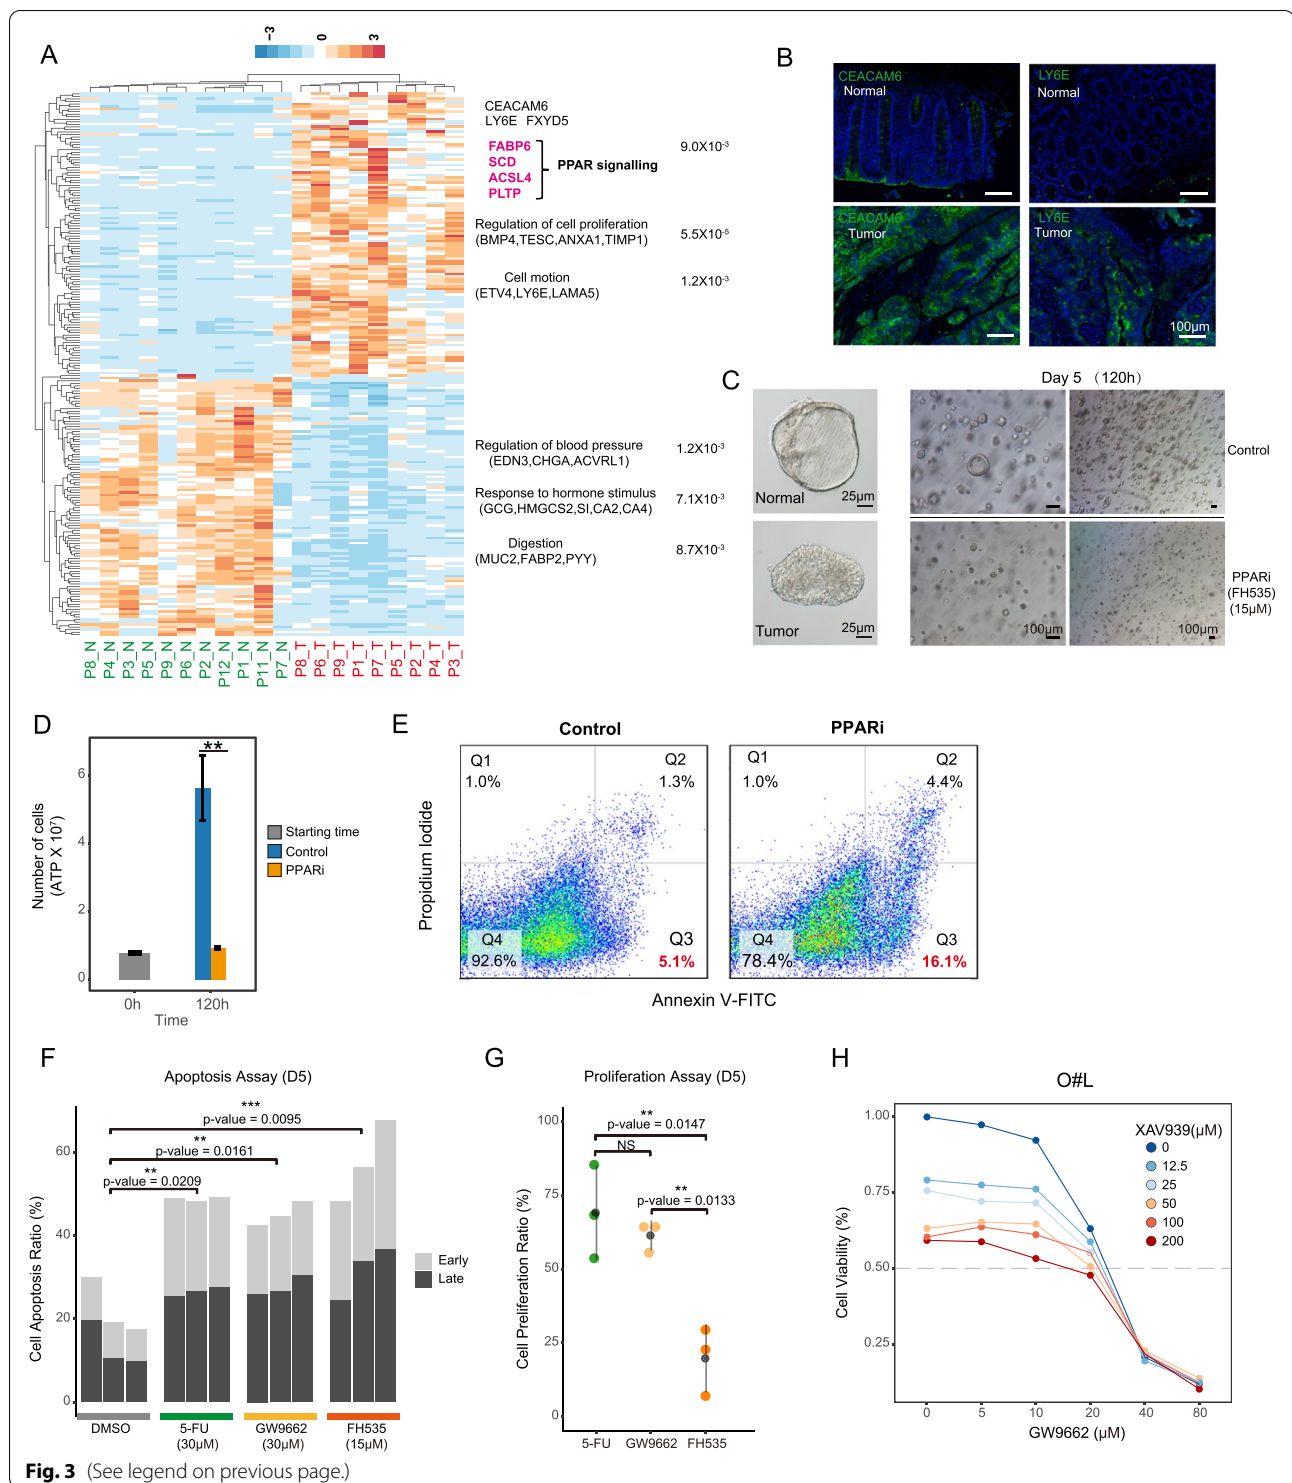 A
−3
0
3
CEACAM6
LY6E FXYD5
FABP6
SCD
ACSL4
PLTP
PPAR signalling
9.0X10-3
Regulation of cell proliferation
(BMP4,TESC,ANXA1,TIMP1)
5.5X10-5
Cell motion
(ETV4,LY6E,LAMA5)
1.2X10-3
Regulation of blood pressure
(EDN3,CHGA,ACVRL1)
1.2X10-3
Response to hormone stimulus
(GCG,HMGCS2,SI,CA2,CA4)
7.1X10-3
Digestion
(MUC2,FABP2,PYY)
8.7X10-3
P8_N
P4_N
P3_N
P5_N
P9_N
P6_N
P2_N
P12_N
P1_N
P11_N
P7_N
P8_T
P6_T
P9_T
P1_T
P7_T
P5_T
P2_T
P4_T
P3_T
B
CEACAM6
Normal
LY6E
Normal
CEACAM6
Tumor
LY6E
Tumor
100μm
C
Day 5 （120h）
Normal
25μm
Tumor
25μm
Control
PPARi
(FH535)
(15μM)
100μm
100μm
D
Number of cells
(ATP X 10⁷)
6
4
2
0
**
0h
120h
Time
Starting time
Control
PPARi
E
Control
PPARi
Q1
1.0%
Q2
1.3%
Q4
92.6%
Q3
5.1%
Q1
1.0%
Q2
4.4%
Q4
78.4%
Q3
16.1%
Propidium Iodide
Annexin V-FITC
F
Apoptosis Assay (D5)
Cell Apoptosis Ratio (%)
60
40
20
0
***
p-value = 0.0095
**
p-value = 0.0161
**
p-value = 0.0209
Early
Late
DMSO
5-FU
(30μM)
GW9662
(30μM)
FH535
(15μM)
G
Proliferation Assay (D5)
Cell Preliferation Ratio (%)
100
75
50
25
0
**
p-value = 0.0147
NS
**
p-value = 0.0133
5-FU
GW9662
FH535
H
O#L
Cell Viability (%)
1.00
0.75
0.50
0.25
XAV939(μM)
0
12.5
25
50
100
200
0
5
10
20
40
80
GW9662 (μM)
Fig. 3 (See legend on previous page.)